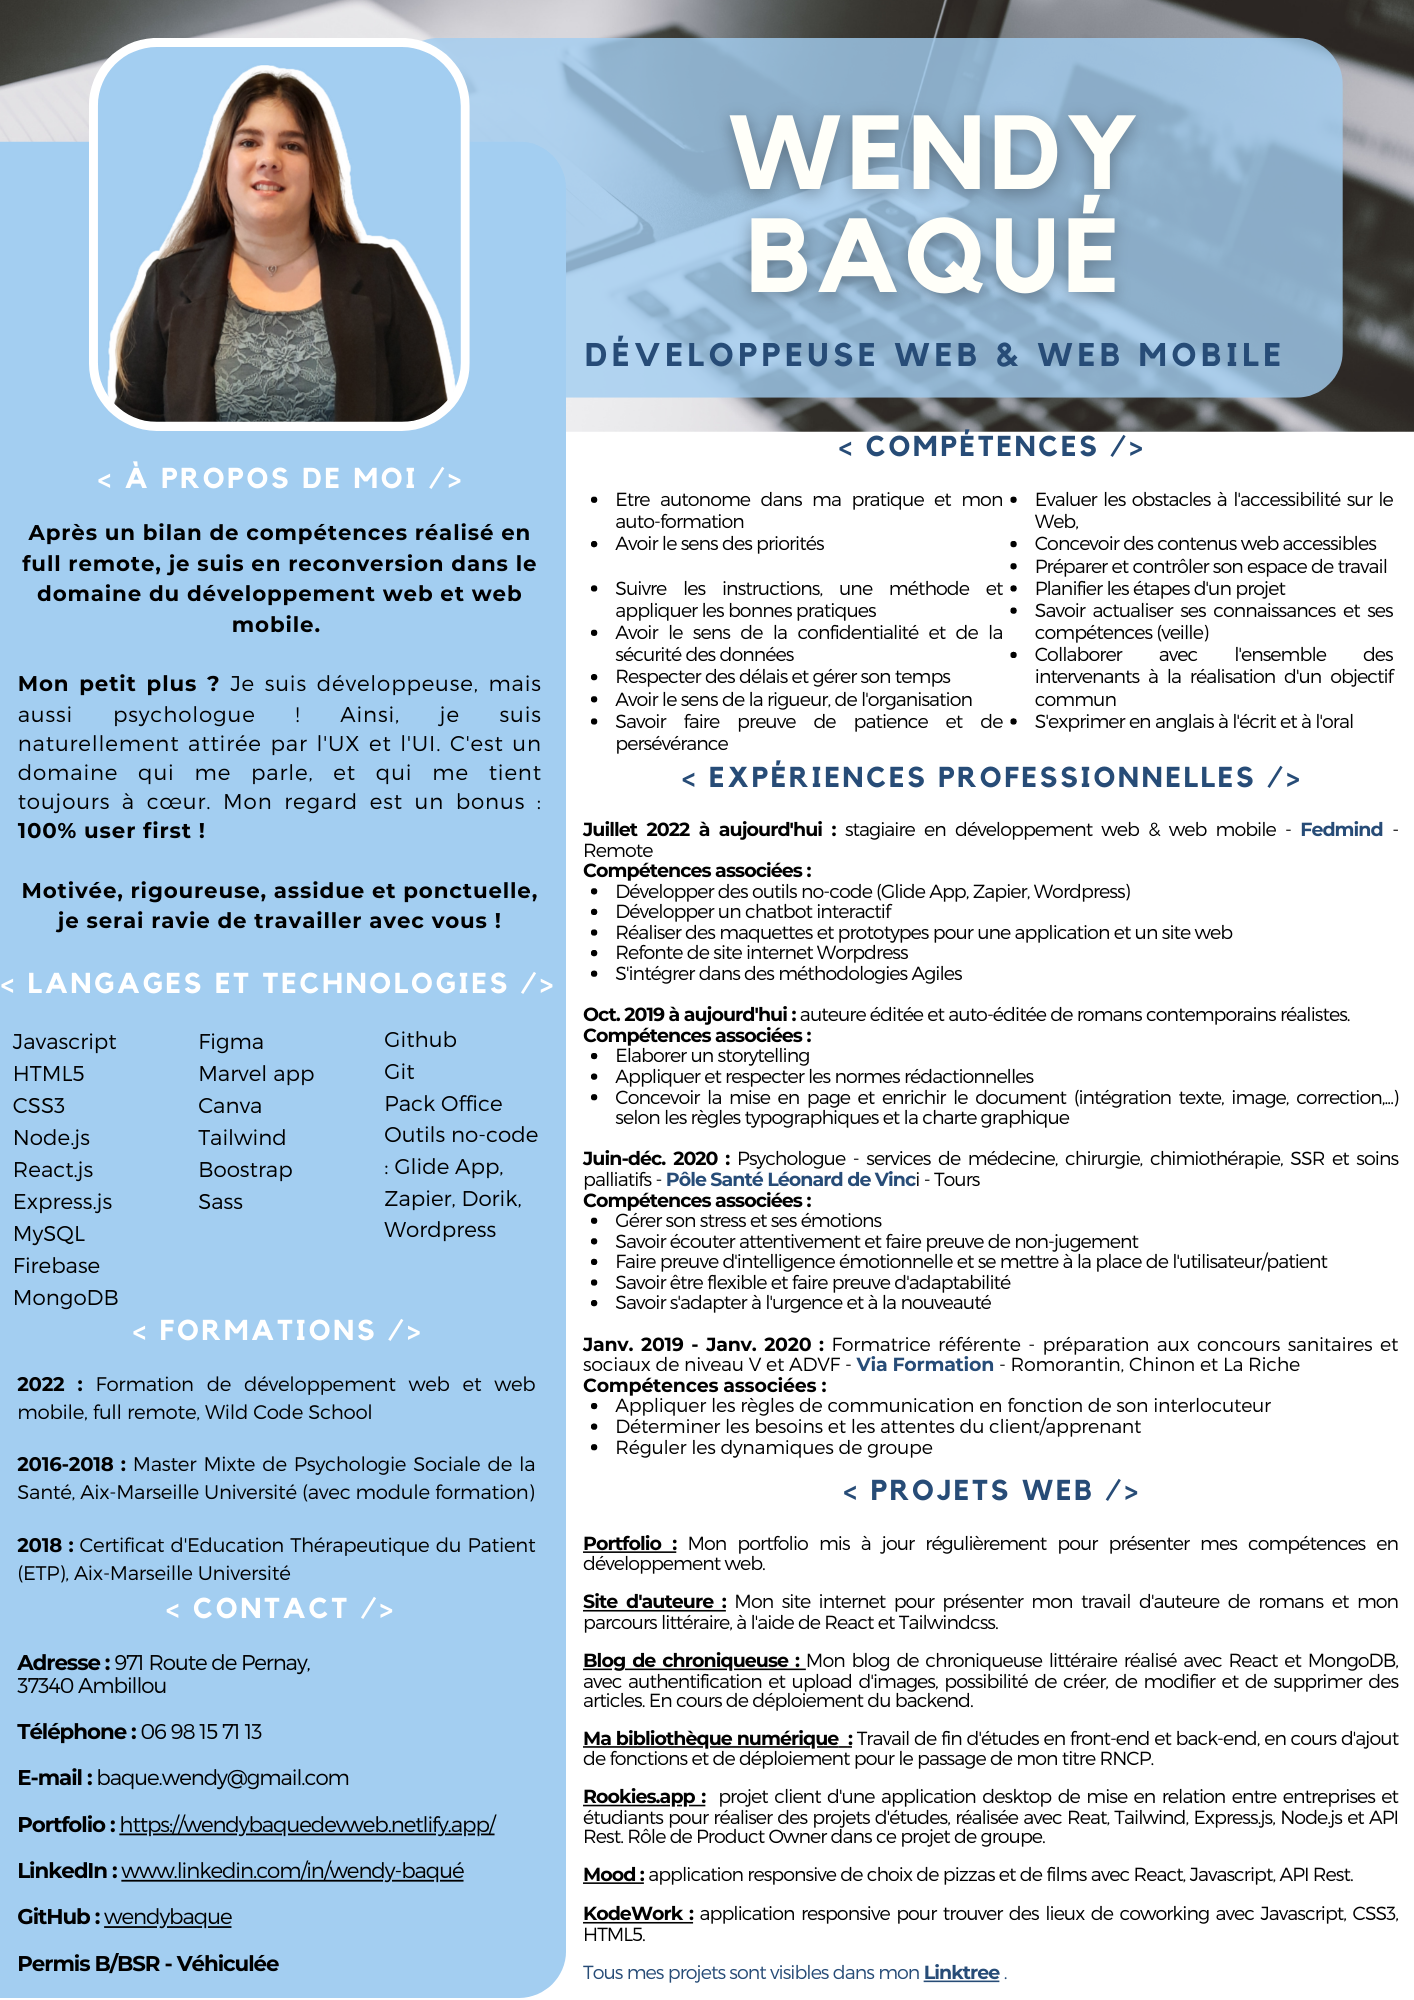 WENDY
BAQUÉ
DÉVELOPPEUSE WEB & WEB MOBILE
< À PROPOS DE MOI />
Après un bilan de compétences réalisé en
full remote, je suis en reconversion dans le
domaine du développement web et web
mobile.
Mon petit plus ? Je suis développeuse, mais
aussi psychologue ! Ainsi, je suis
naturellement attirée par l'UX et l'UI. C'est un
domaine qui me parle, et qui me tient
toujours à cœur. Mon regard est un bonus :
100% user first !
Motivée, rigoureuse, assidue et ponctuelle,
je serai ravie de travailler avec vous !
< LANGAGES ET TECHNOLOGIES />
Javascript
HTML5
CSS3
Node.js
React.js
Express.js
MySQL
Firebase
MongoDB
Figma
Marvel app
Canva
Tailwind
Boostrap
Sass
Github
Git
Pack Office
Outils no-code
: Glide App,
Zapier, Dorik,
Wordpress
< FORMATIONS />
2022 : Formation de développement web et web
mobile, full remote, Wild Code School
2016-2018 : Master Mixte de Psychologie Sociale de la
Santé, Aix-Marseille Université (avec module formation)
2018 : Certificat d'Education Thérapeutique du Patient
(ETP), Aix-Marseille Université
< CONTACT />
Adresse : 971 Route de Pernay,
37340 Ambillou
Téléphone : 06 98 15 71 13
E-mail : baque.wendy@gmail.com
Portfolio : https://wendybaquedevweb.netlify.app/
LinkedIn : www.linkedin.com/in/wendy-baqué
GitHub : wendybaque
Permis B/BSR - Véhiculée
< COMPÉTENCES />
• Etre autonome dans ma pratique et mon
auto-formation
• Avoir le sens des priorités
• Suivre les instructions, une méthode et
appliquer les bonnes pratiques
• Avoir le sens de la confidentialité et de la
sécurité des données
• Respecter des délais et gérer son temps
• Avoir le sens de la rigueur, de l'organisation
• Savoir faire preuve de patience et de
persévérance
• Evaluer les obstacles à l'accessibilité sur le
Web,
• Concevoir des contenus web accessibles
• Préparer et contrôler son espace de travail
• Planifier les étapes d'un projet
• Savoir actualiser ses connaissances et ses
compétences (veille)
• Collaborer avec l'ensemble des
intervenants à la réalisation d'un objectif
commun
• S'exprimer en anglais à l'écrit et à l'oral
< EXPÉRIENCES PROFESSIONNELLES />
Juillet 2022 à aujourd'hui : stagiaire en développement web & web mobile - Fedmind -
Remote
Compétences associées :
• Développer des outils no-code (Glide App, Zapier, Wordpress)
• Développer un chatbot interactif
• Réaliser des maquettes et prototypes pour une application et un site web
• Refonte de site internet Worpdress
• S'intégrer dans des méthodologies Agiles
Oct. 2019 à aujourd'hui : auteure éditée et auto-éditée de romans contemporains réalistes.
Compétences associées :
• Elaborer un storytelling
• Appliquer et respecter les normes rédactionnelles
• Concevoir la mise en page et enrichir le document (intégration texte, image, correction,...)
selon les règles typographiques et la charte graphique
Juin-déc. 2020 : Psychologue - services de médecine, chirurgie, chimiothérapie, SSR et soins
palliatifs - Pôle Santé Léonard de Vinci - Tours
Compétences associées :
• Gérer son stress et ses émotions
• Savoir écouter attentivement et faire preuve de non-jugement
• Faire preuve d'intelligence émotionnelle et se mettre à la place de l'utilisateur/patient
• Savoir être flexible et faire preuve d'adaptabilité
• Savoir s'adapter à l'urgence et à la nouveauté
Janv. 2019 - Janv. 2020 : Formatrice référente - préparation aux concours sanitaires et
sociaux de niveau V et ADVF - Via Formation - Romorantin, Chinon et La Riche
Compétences associées :
• Appliquer les règles de communication en fonction de son interlocuteur
• Déterminer les besoins et les attentes du client/apprenant
• Réguler les dynamiques de groupe
< PROJETS WEB />
Portfolio : Mon portfolio mis à jour régulièrement pour présenter mes compétences en
développement web.
Site d'auteure : Mon site internet pour présenter mon travail d'auteure de romans et mon
parcours littéraire, à l'aide de React et Tailwindcss.
Blog de chroniqueuse : Mon blog de chroniqueuse littéraire réalisé avec React et MongoDB,
avec authentification et upload d'images, possibilité de créer, de modifier et de supprimer des
articles. En cours de déploiement du backend.
Ma bibliothèque numérique : Travail de fin d'études en front-end et back-end, en cours d'ajout
de fonctions et de déploiement pour le passage de mon titre RNCP.
Rookies.app : projet client d'une application desktop de mise en relation entre entreprises et
étudiants pour réaliser des projets d'études, réalisée avec Reat, Tailwind, Express.js, Node.js et API
Rest. Rôle de Product Owner dans ce projet de groupe.
Mood : application responsive de choix de pizzas et de films avec React, Javascript, API Rest.
KodeWork : application responsive pour trouver des lieux de coworking avec Javascript, CSS3,
HTML5.
Tous mes projets sont visibles dans mon Linktree .